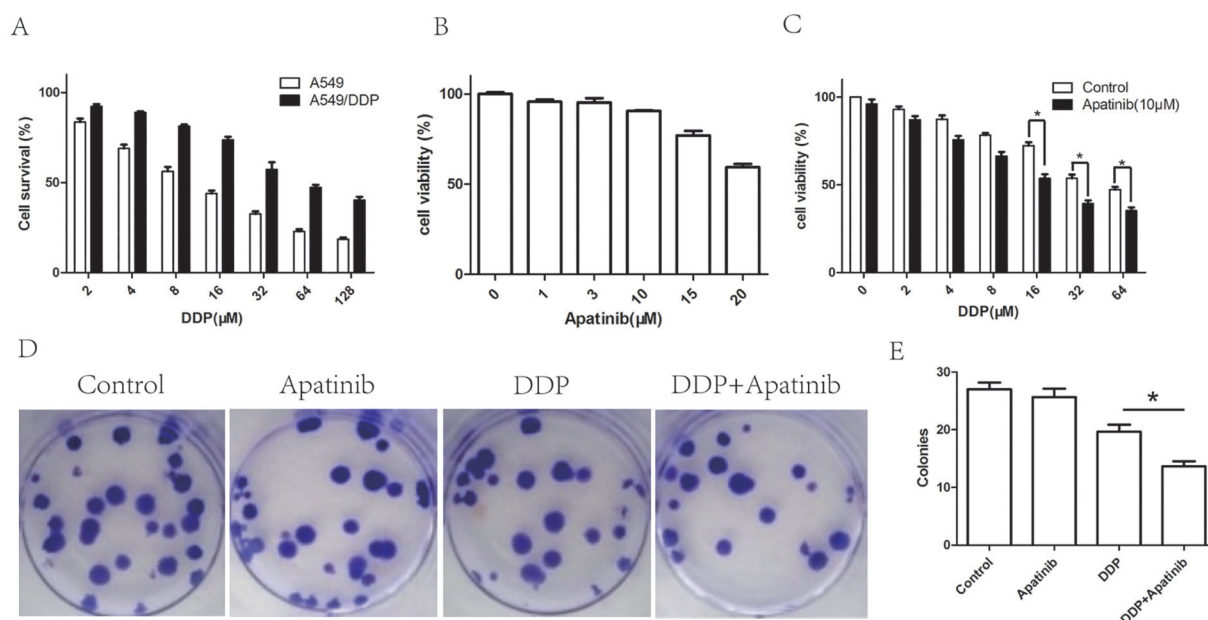 A
Cell survival (%)
100
50
0
A549
A549/DDP
2
4
8
16
32
64
128
DDP(μM)
B
cell viability (%)
100
50
0
0
1
3
10
15
20
Apatinib(μM)
C
cell viability (%)
100
50
0
Control
Apatinib(10μM)
*
*
*
0
2
4
8
16
32
64
DDP(μM)
D
Control
Apatinib
DDP
DDP+Apatinib
E
Colonies
30
20
10
0
*
Control
Apatinib
DDP
DDP+Apatinib